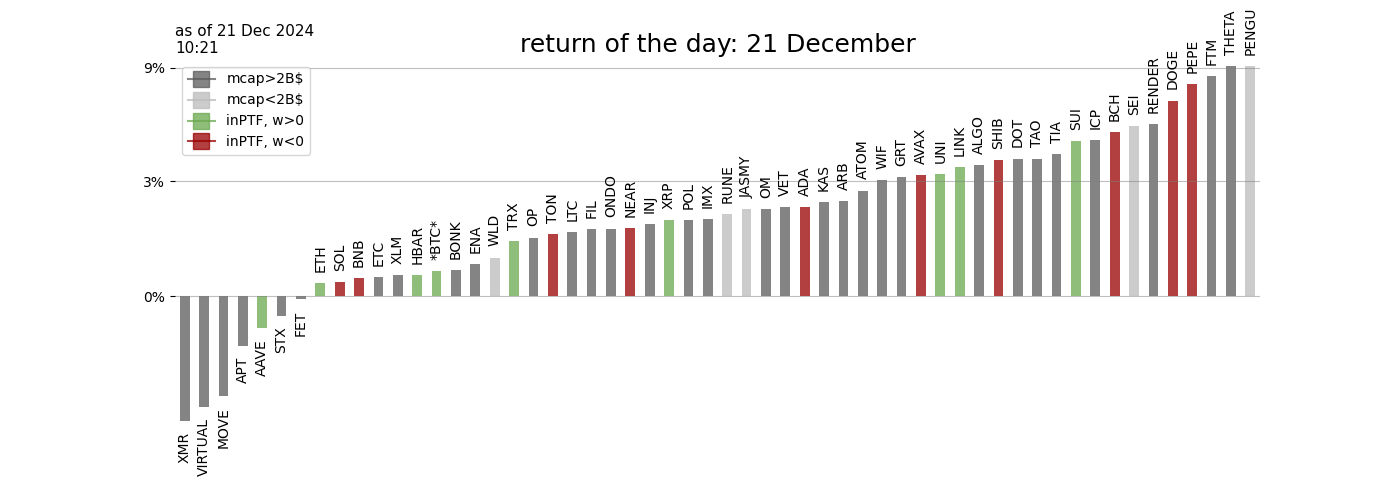 as of 21 Dec 2024
10:21
return of the day: 21 December
9%
3%
0%
mcap>2B$
mcap<2B$
inPTF, w>0
inPTF, w<0
XMR
VIRTUAL
MOVE
APT
AAVE
STX
FET
ETH
SOL
BNB
ETC
XLM
HBAR
*BTC*
BONK
ENA
WLD
TRX
OP
TON
LTC
FIL
ONDO
NEAR
INJ
XRP
POL
IMX
RUNE
JASMY
OM
VET
ADA
KAS
ARB
ATOM
WIF
GRT
AVAX
UNI
LINK
ALGO
SHIB
DOT
TAO
TIA
SUI
ICP
BCH
SEI
RENDER
DOGE
PEPE
FTM
THETA
PENGU